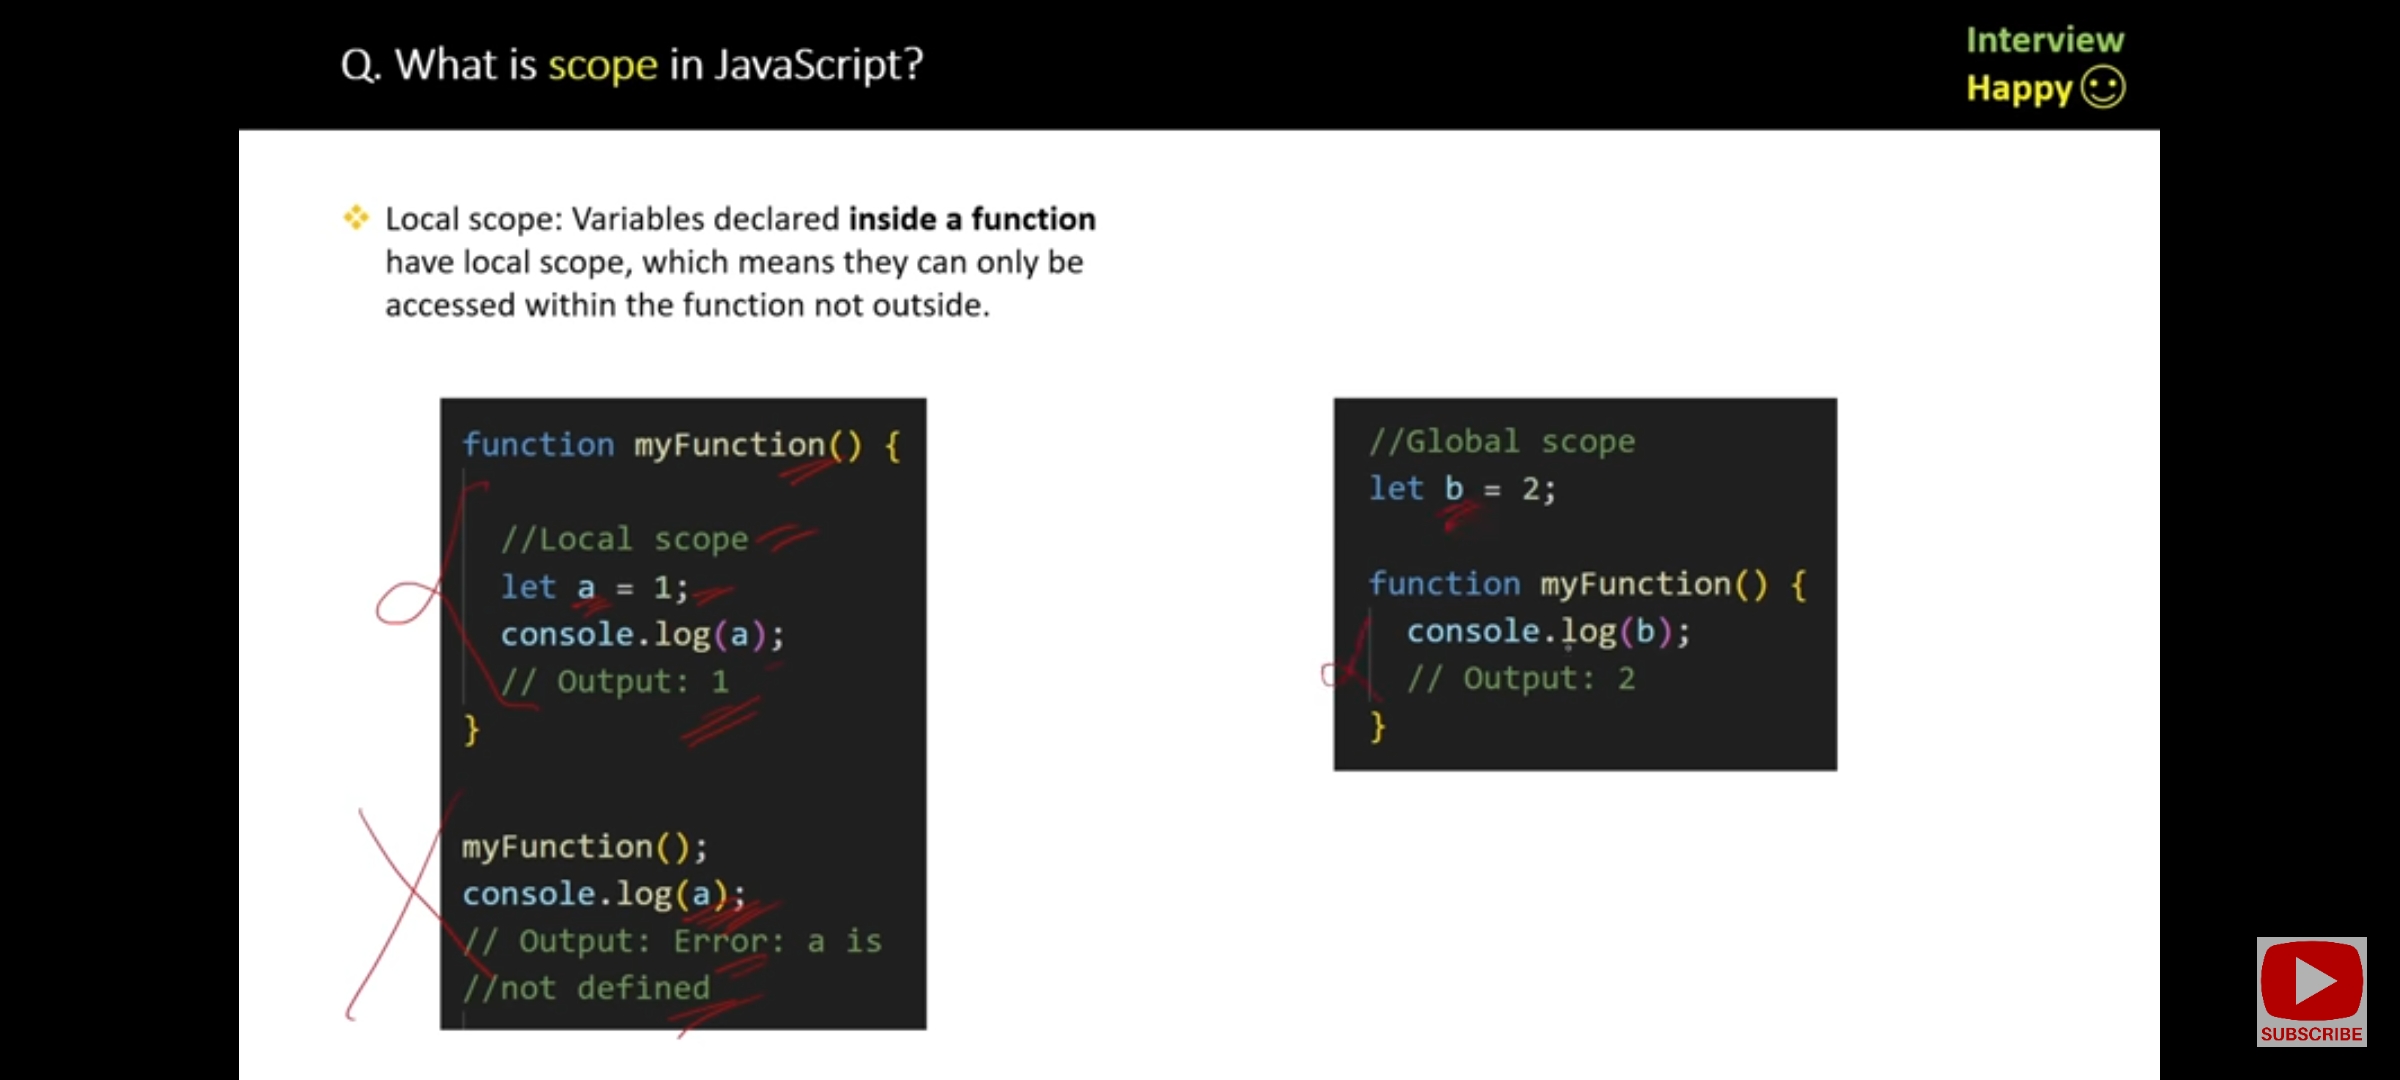 Q. What is scope in JavaScript?
Interview
Happy
Local scope: Variables declared inside a function
have local scope, which means they can only be
accessed within the function not outside.
function myFunction() {
//Local scope
let a = 1;
console.log(a);
// Output: 1
}
myFunction();
console.log(a);
// Output: Error: a is
//not defined
//Global scope
let b = 2;
function myFunction() {
console.log(b);
// Output: 2
}
SUBSCRIBE